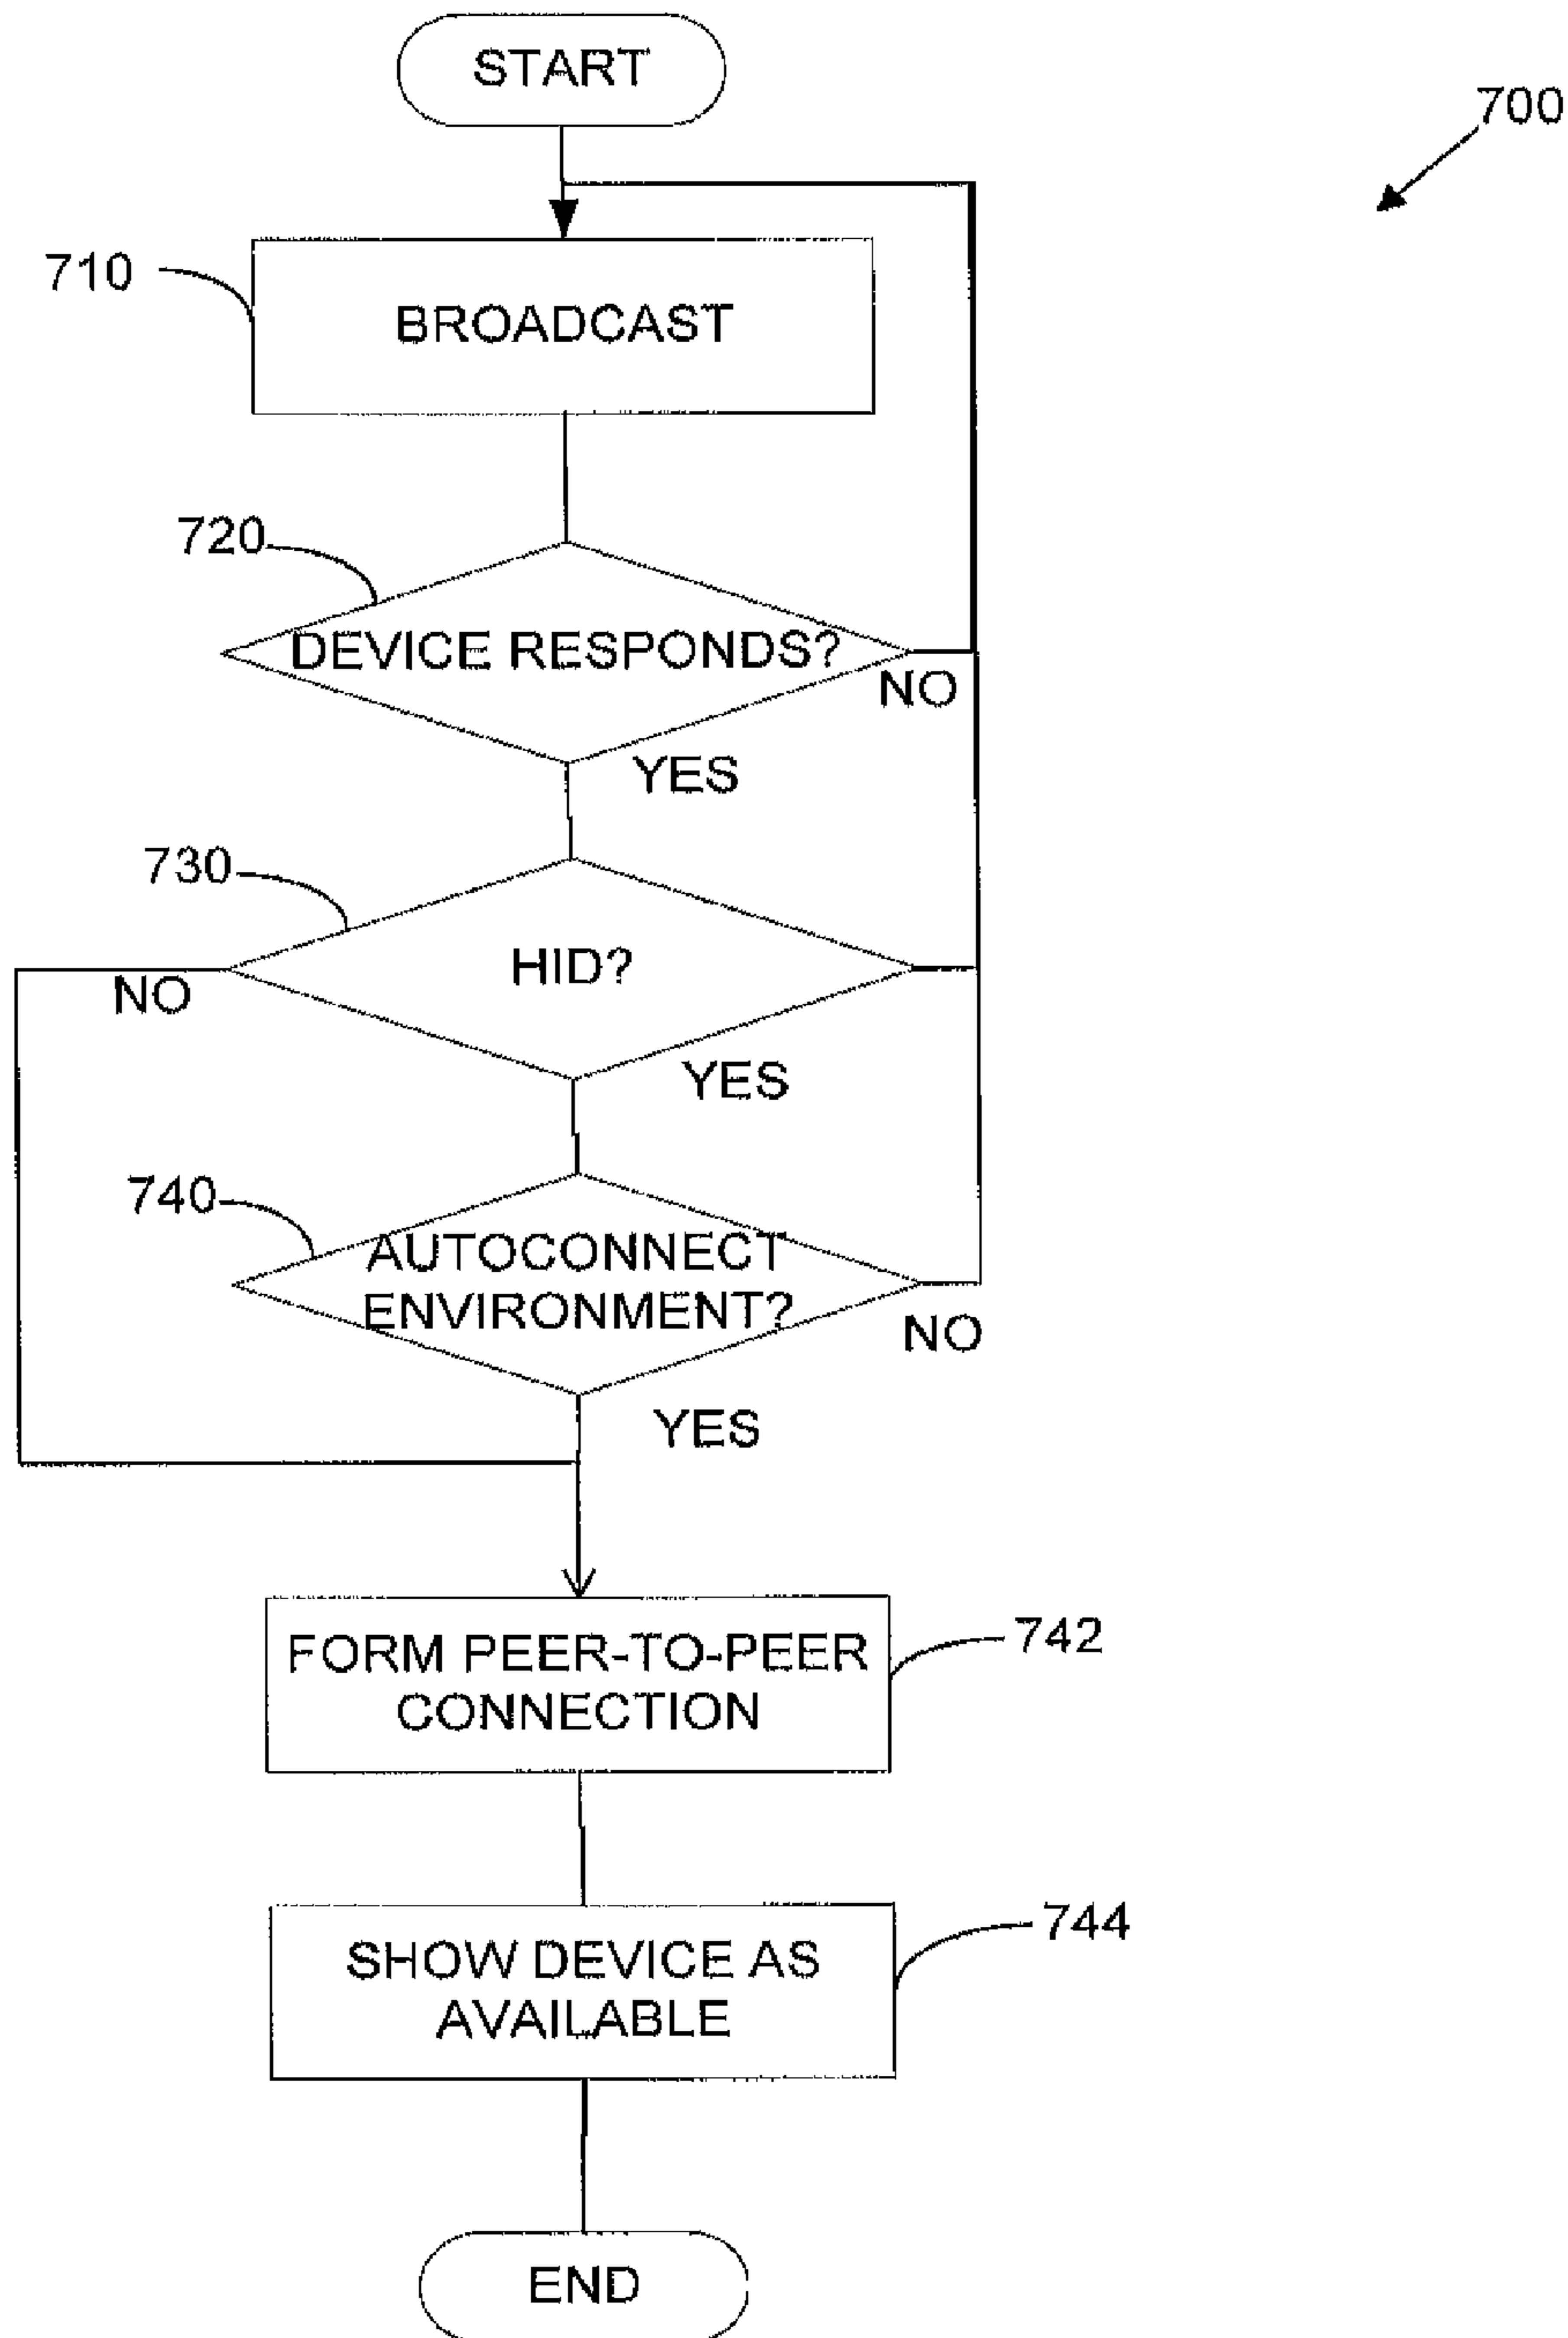 START
700
710
BROADCAST
720
DEVICE RESPONDS?
NO
YES
730
HID?
NO
YES
740
AUTOCONNECT
ENVIRONMENT?
NO
YES
FORM PEER-TO-PEER
CONNECTION
742
SHOW DEVICE AS
AVAILABLE
744
END